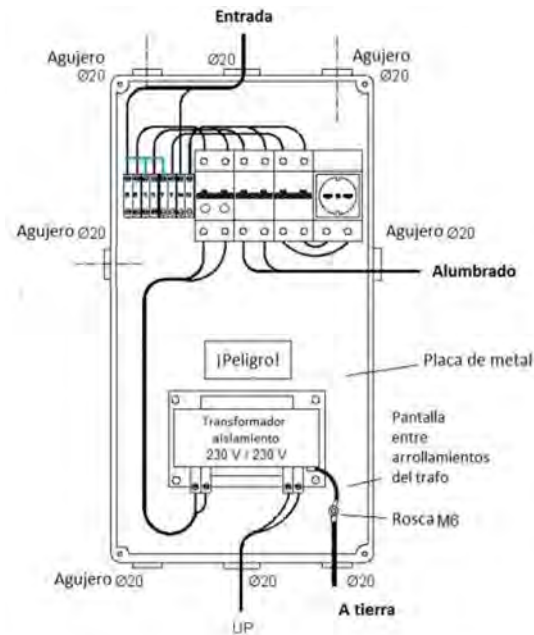 Entrada
Agujero
Ø20
Ø20
Agujero
Ø20
Agujero Ø20
Agujero Ø20
Alumbrado
¡Peligro!
Placa de metal
Transformador
aislamiento
230 V / 230 V
Pantalla
entre
arrollamientos
del trafo
Rosca M6
Agujero Ø20
Ø20
Ø20
A tierra
UP